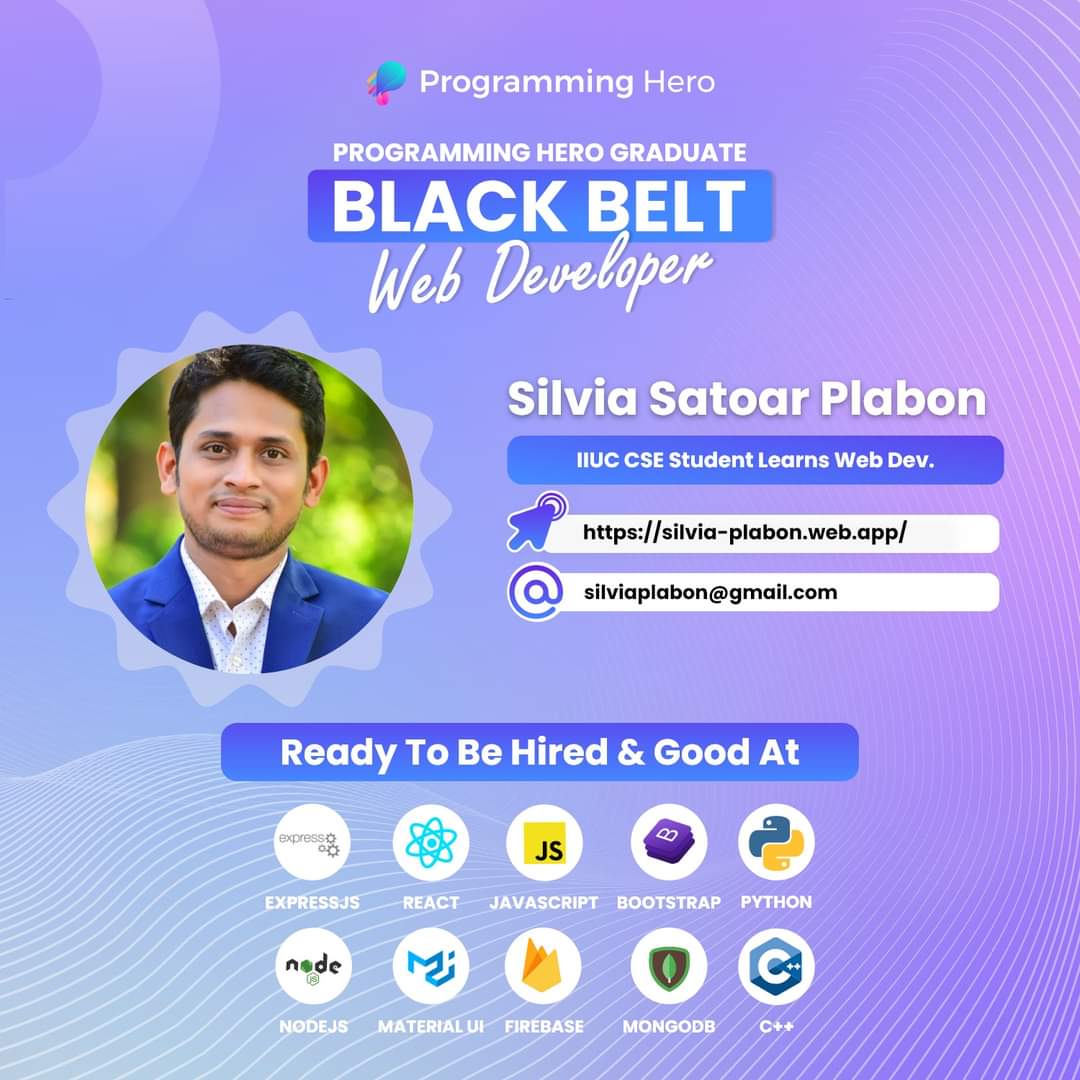 Programming Hero
PROGRAMMING HERO GRADUATE
BLACK BELT
Web Developer
Silvia Satoar Plabon
IIUC CSE Student Learns Web Dev.
https://silvia-plabon.web.app/
silviaplabon@gmail.com
Ready To Be Hired & Good At
express JS B
EXPRESSJS REACT JAVASCRIPT BOOTSTRAP PYTHON
node JS C++
NODEJS MATERIAL UI FIREBASE MONGODB C++